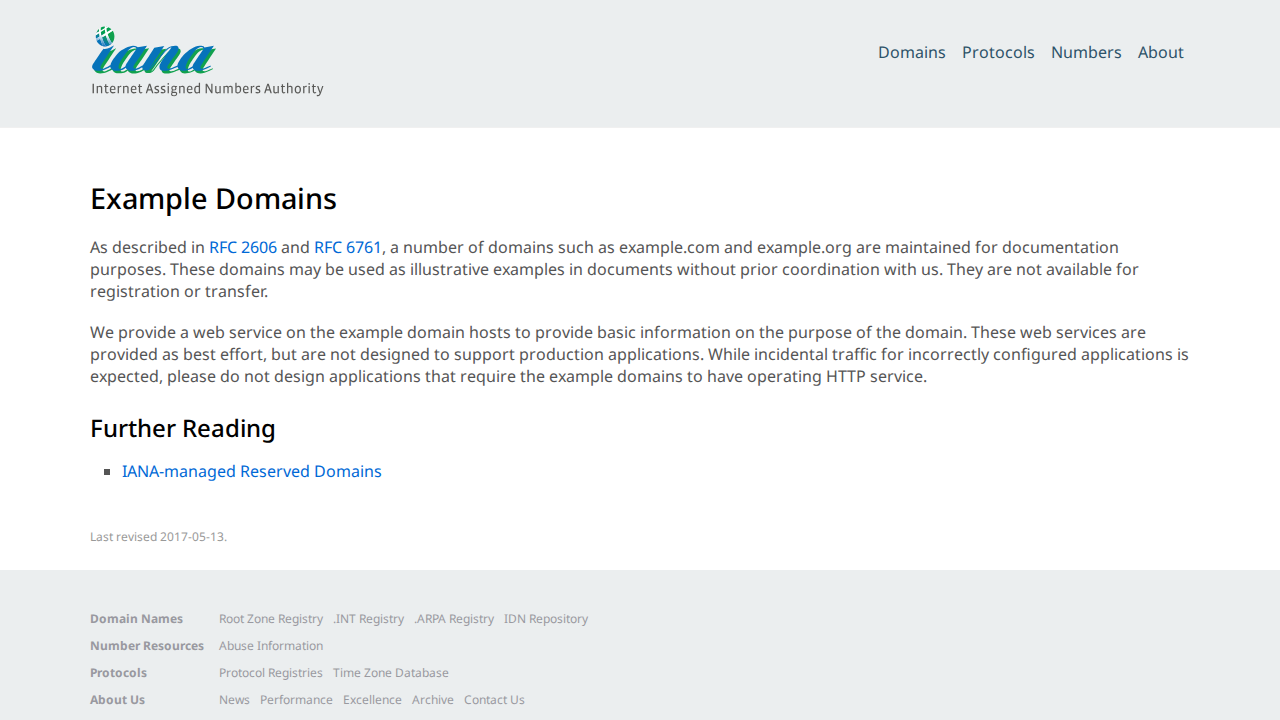 iana
Internet Assigned Numbers Authority
Domains Protocols Numbers About
Example Domains
As described in RFC 2606 and RFC 6761, a number of domains such as example.com and example.org are maintained for documentation
purposes. These domains may be used as illustrative examples in documents without prior coordination with us. They are not available for
registration or transfer.
We provide a web service on the example domain hosts to provide basic information on the purpose of the domain. These web services are
provided as best effort, but are not designed to support production applications. While incidental traffic for incorrectly configured applications is
expected, please do not design applications that require the example domains to have operating HTTP service.
Further Reading
IANA-managed Reserved Domains
Last revised 2017-05-13.
Domain Names Root Zone Registry .INT Registry .ARPA Registry IDN Repository
Number Resources Abuse Information
Protocols Protocol Registries Time Zone Database
About Us News Performance Excellence Archive Contact Us